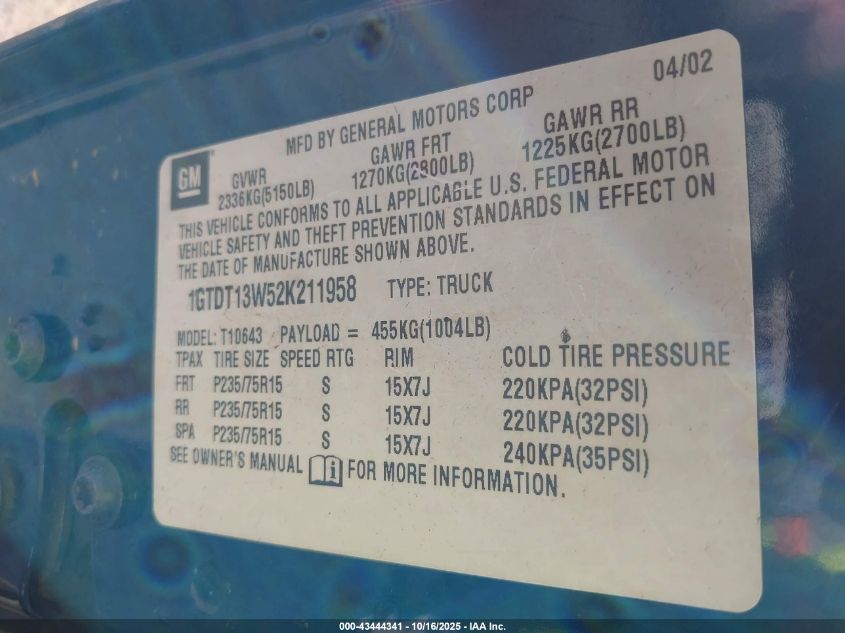 04/02
MFD BY GENERAL MOTORS CORP
GM
GVWR GAWR FRT GAWR RR
2336KG(5150LB) 1270KG(2800LB) 1225KG(2700LB)
THIS VEHICLE CONFORMS TO ALL APPLICABLE U.S. FEDERAL MOTOR
VEHICLE SAFETY AND THEFT PREVENTION STANDARDS IN EFFECT ON
THE DATE OF MANUFACTURE SHOWN ABOVE.
1GTDT13W52K211958 TYPE: TRUCK
MODEL: T10643 PAYLOAD = 455KG(1004LB)
TPAX TIRE SIZE SPEED RTG RIM COLD TIRE PRESSURE
FRT P235/75R15 S 15X7J 220KPA(32PSI)
RR P235/75R15 S 15X7J 220KPA(32PSI)
SPA P235/75R15 S 15X7J 240KPA(35PSI)
SEE OWNER'S MANUAL i FOR MORE INFORMATION.
000-43444341 - 10/16/2025 - IAA Inc.